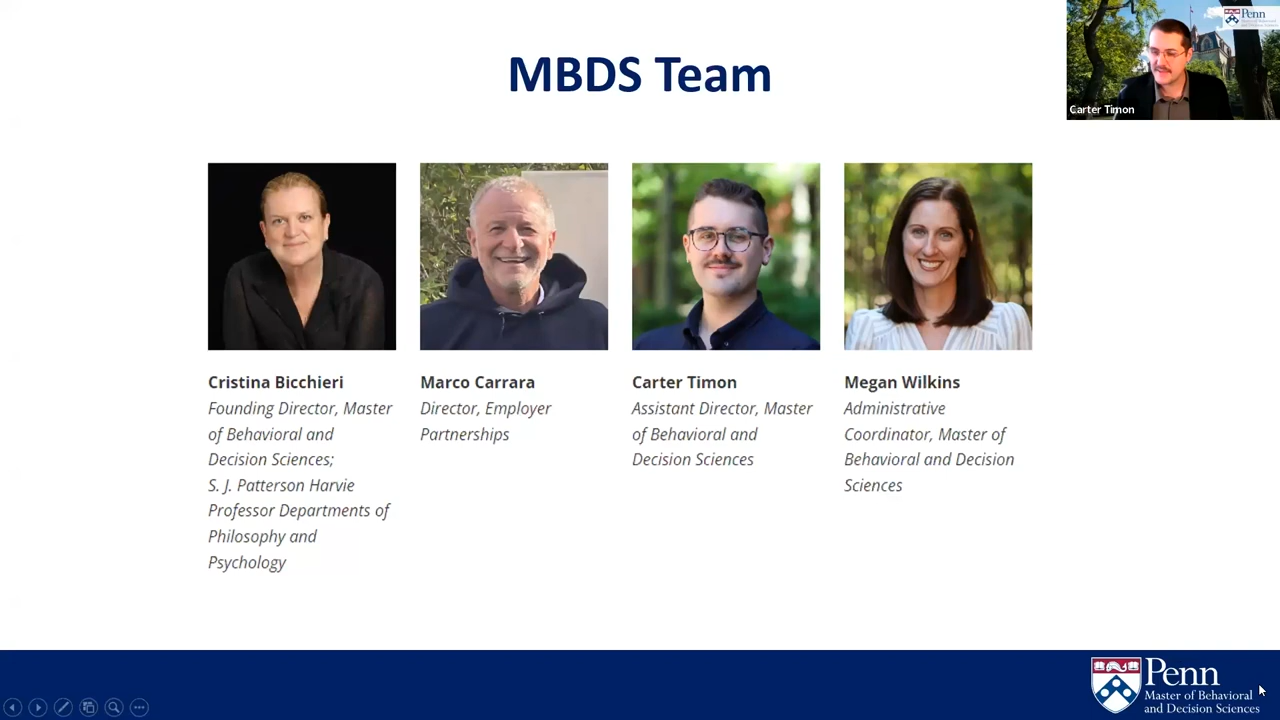 MBDS Team
Penn
Carter Timon
Cristina Bicchieri
Founding Director, Master
of Behavioral and
Decision Sciences;
S. J. Patterson Harvie
Professor Departments of
Philosophy and
Psychology
Marco Carrara
Director, Employer
Partnerships
Carter Timon
Assistant Director, Master
of Behavioral and
Decision Sciences
Megan Wilkins
Administrative
Coordinator, Master of
Behavioral and Decision
Sciences
Penn
Master of Behavioral
and Decision Sciences